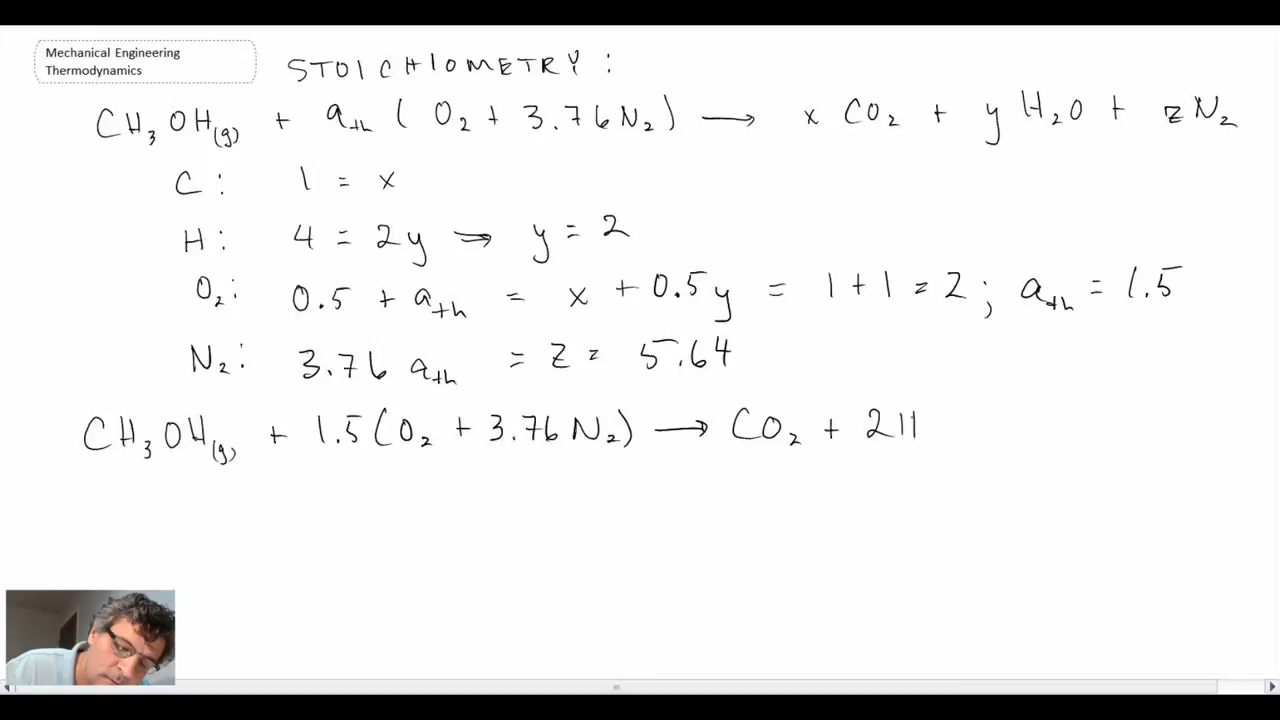 Mechanical Engineering
Thermodynamics
STOICHIOMETRY :
CH₃OH(g) + aₜₕ ( O₂ + 3.76N₂ ) → x CO₂ + y H₂O + z N₂
C : 1 = x
H : 4 = 2y → y = 2
O₂ : 0.5 + aₜₕ = x + 0.5y = 1 + 1 = 2 ; aₜₕ = 1.5
N₂ : 3.76 aₜₕ = z = 5.64
CH₃OH(g) + 1.5 (O₂ + 3.76 N₂) → CO₂ + 2